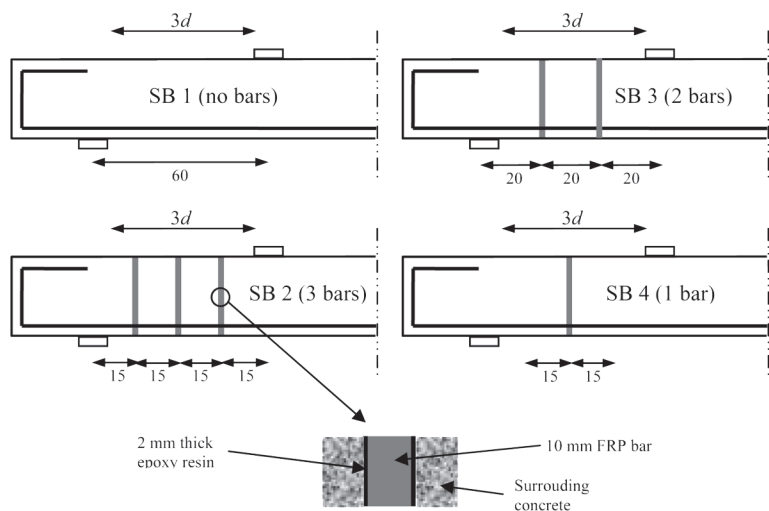 3d
SB 1 (no bars)
60
3d
SB 3 (2 bars)
20 20 20
3d
SB 2 (3 bars)
15 15 15 15
3d
SB 4 (1 bar)
15 15
2 mm thick
epoxy resin
10 mm FRP bar
Surrouding
concrete